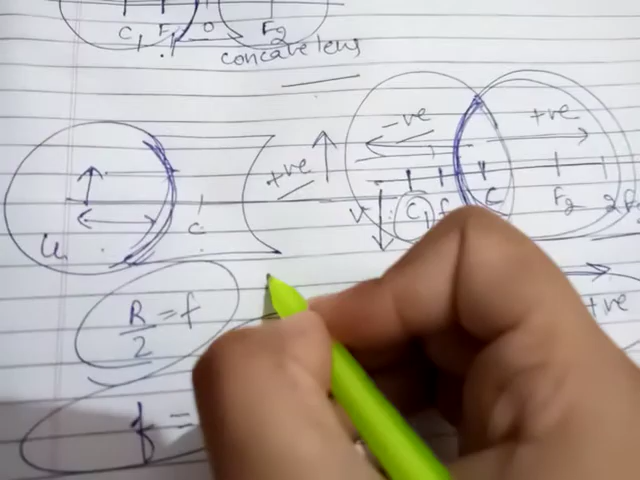 C₁ F₁ O F₂
concave lens
-ve +ve
+ve
C₁ f C F₂ 2F₂
u c
R/2 = f +ve
f =